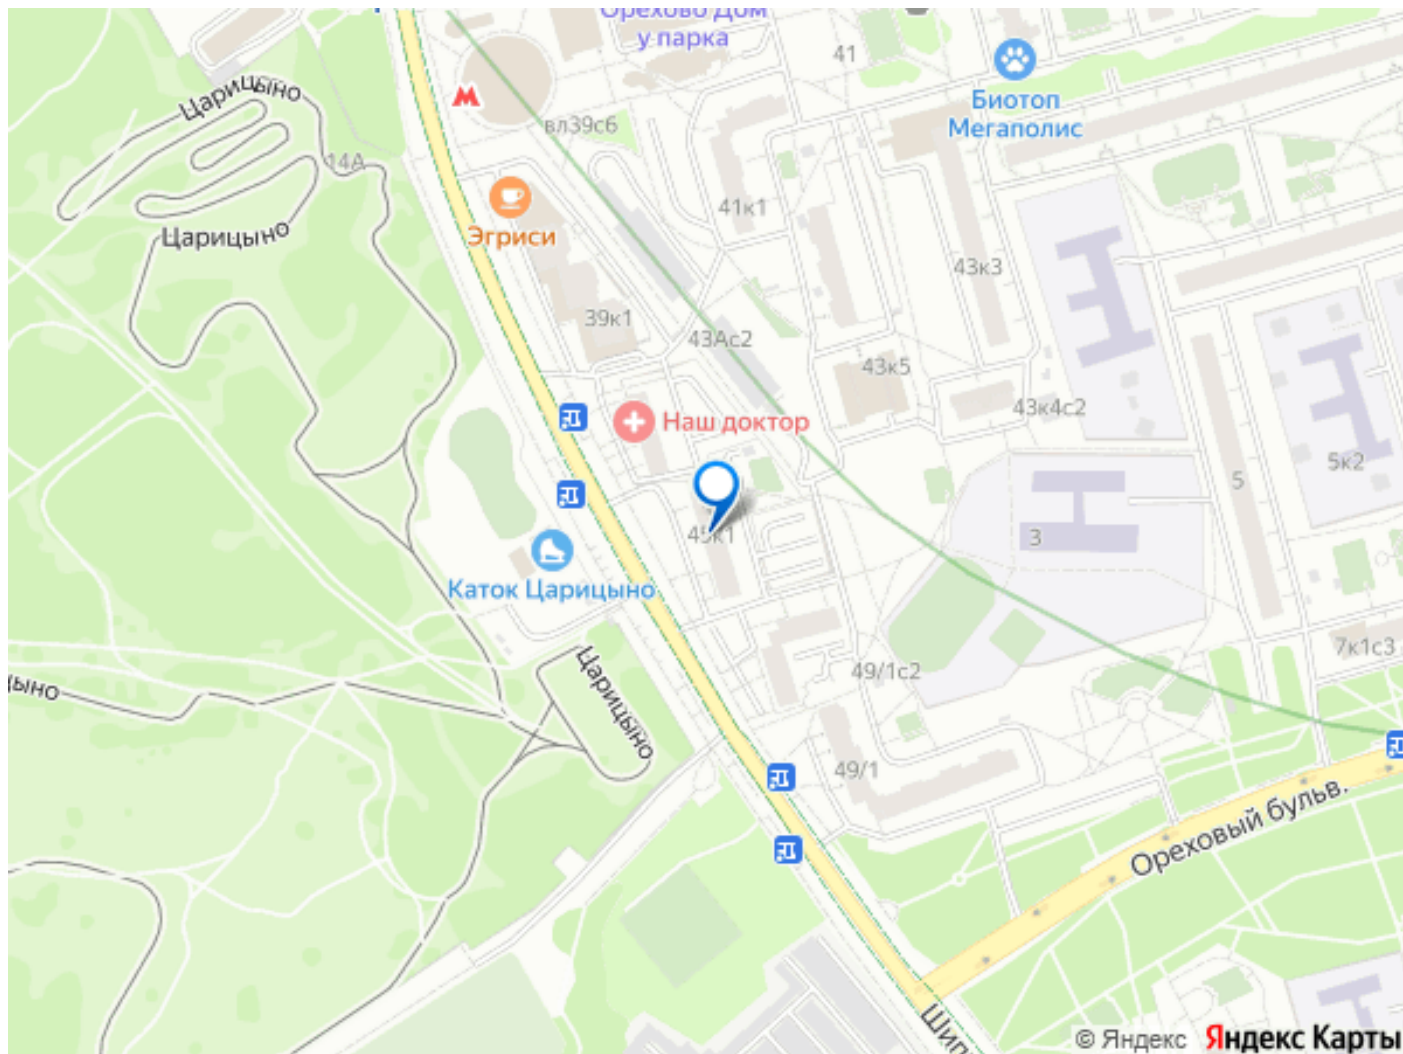 Орехово Дом
у парка
41
Биотоп
Мегаполис
Царицыно
вл39с6
14А
41к1
Эгриси
Царицыно
43к3
39к1
43Ас2
43к5
43к4с2
Наш доктор
5к2
5
45к1
3
Каток Царицыно
7к1с3
49/1с2
Царицыно
49/1
Ореховый бульв.
© Яндекс Яндекс Карты